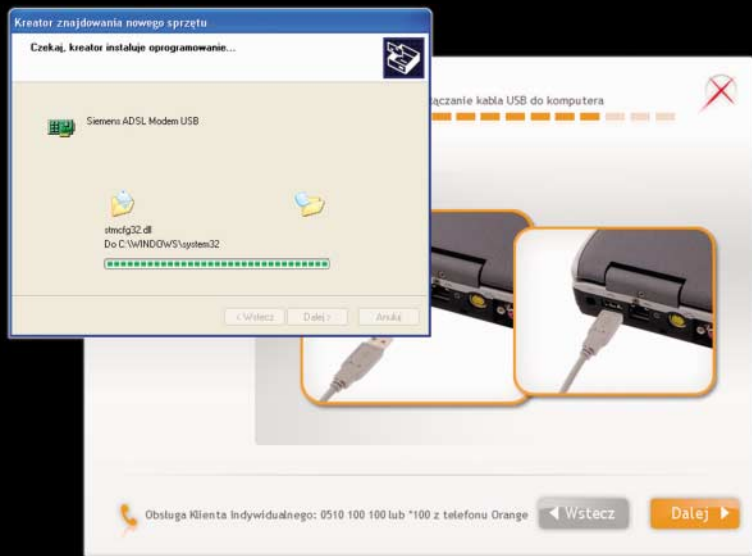 Kreator znajdowania nowego sprzętu
Czekaj, kreator instaluje oprogramowanie...
Siemens ADSL Modem USB
stmcfg32.dll
Do C:\WINDOWS\system32
< Wstecz
Dalej >
Anuluj
ączanie kabla USB do komputera
Obsługa Klienta Indywidualnego: 0510 100 100 lub *100 z telefonu Orange
Wstecz
Dalej